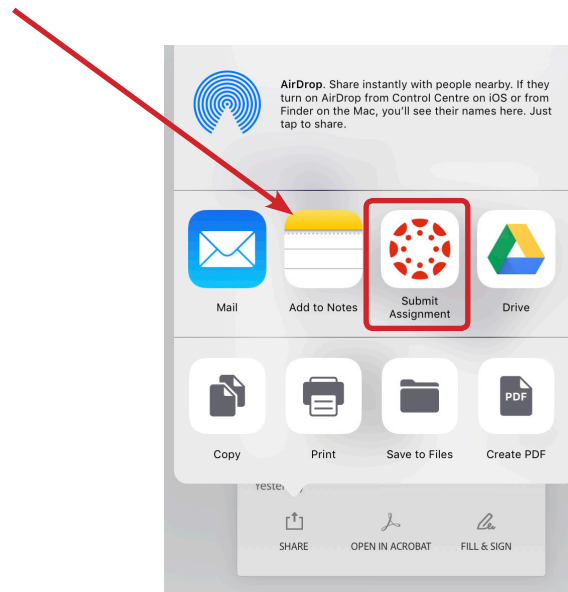 AirDrop. Share instantly with people nearby. If they
turn on AirDrop from Control Centre on iOS or from
Finder on the Mac, you'll see their names here. Just
tap to share.
Mail
Add to Notes
Submit
Assignment
Drive
PDF
Copy
Print
Save to Files
Create PDF
SHARE
OPEN IN ACROBAT
FILL & SIGN